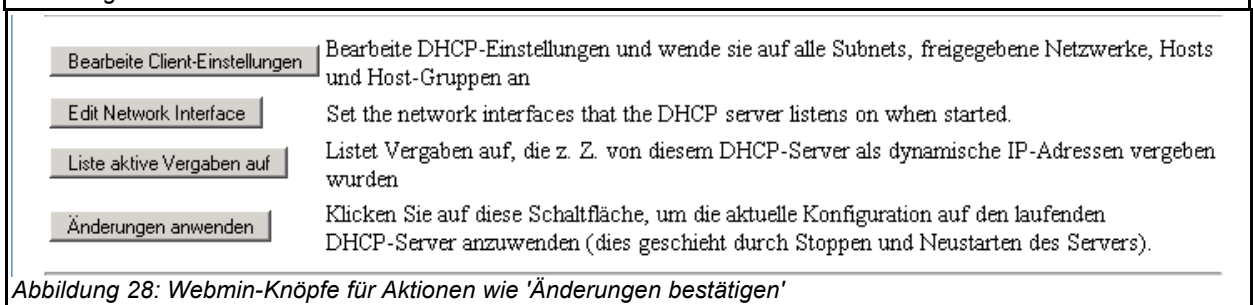 Bearbeite Client-Einstellungen
Bearbeite DHCP-Einstellungen und wende sie auf alle Subnets, freigegebene Netzwerke, Hosts
und Host-Gruppen an
Edit Network Interface
Set the network interfaces that the DHCP server listens on when started.
Liste aktive Vergaben auf
Listet Vergaben auf, die z. Z. von diesem DHCP-Server als dynamische IP-Adressen vergeben
wurden
Änderungen anwenden
Klicken Sie auf diese Schaltfläche, um die aktuelle Konfiguration auf den laufenden
DHCP-Server anzuwenden (dies geschieht durch Stoppen und Neustarten des Servers).
Abbildung 28: Webmin-Knöpfe für Aktionen wie 'Änderungen bestätigen'